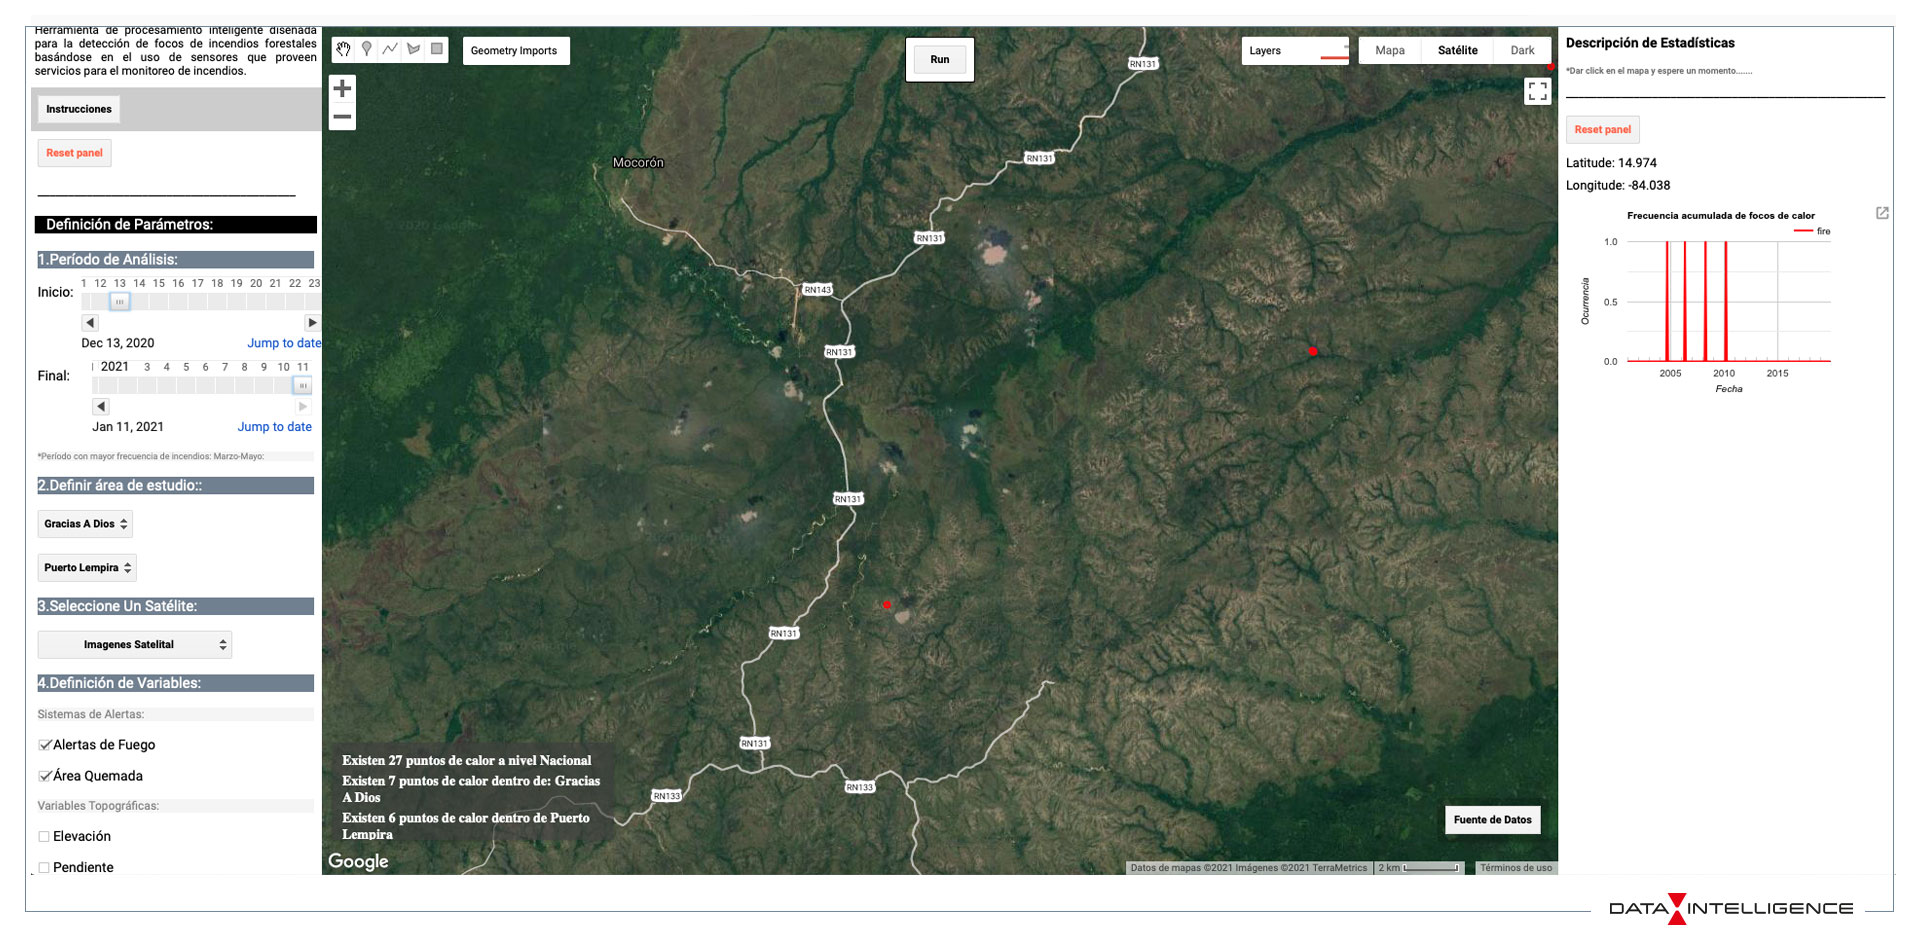 Herramienta de procesamiento inteligente diseñada
para la detección de focos de incendios forestales
basándose en el uso de sensores que proveen
servicios para el monitoreo de incendios.
Instrucciones
Reset panel
Definición de Parámetros:
1.Período de Análisis:
1 12 13 14 15 16 17 18 19 20 21 22 23
Inicio:
Dec 13, 2020 Jump to date
2021 3 4 5 6 7 8 9 10 11
Final:
Jan 11, 2021 Jump to date
*Período con mayor frecuencia de incendios: Marzo-Mayo:
2.Definir área de estudio::
Gracias A Dios
Puerto Lempira
3.Seleccione Un Satélite:
Imagenes Satelital
4.Definición de Variables:
Sistemas de Alertas:
Alertas de Fuego
Área Quemada
Variables Topográficas:
Elevación
Pendiente
Geometry Imports
Run
Layers
Mapa Satélite Dark
RN131
RN131
Mocorón
RN131
RN143
RN131
RN131
RN131
RN131
RN133
RN133
Existen 27 puntos de calor a nivel Nacional
Existen 7 puntos de calor dentro de: Gracias
A Dios
Existen 6 puntos de calor dentro de Puerto
Lempira
Google
Fuente de Datos
Datos de mapas ©2021 Imágenes ©2021 TerraMetrics 2 km Términos de uso
Descripción de Estadísticas
*Dar click en el mapa y espere un momento.......
Reset panel
Latitude: 14.974
Longitude: -84.038
Frecuencia acumulada de focos de calor
fire
1.0
0.5
0.0
Ocurrencia
2005 2010 2015
Fecha
DATA INTELLIGENCE